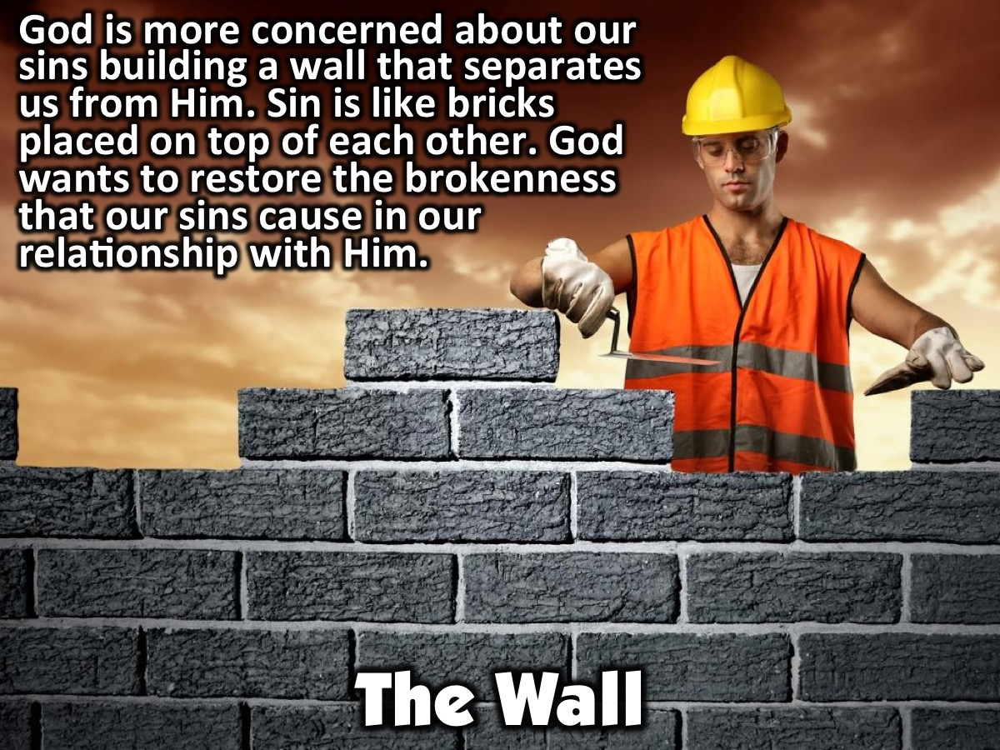 God is more concerned about our
sins building a wall that separates
us from Him. Sin is like bricks
placed on top of each other. God
wants to restore the brokenness
that our sins cause in our
relationship with Him.
The Wall